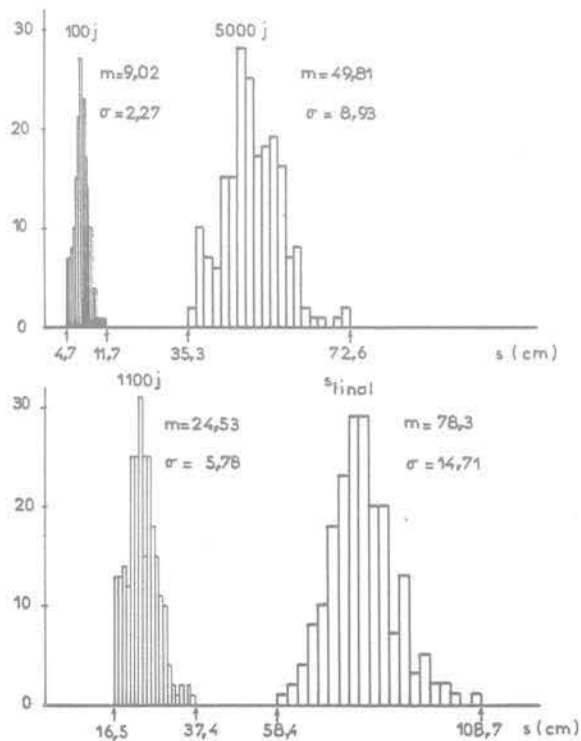 30
100 j
5000 j
m=9,02
m=49,81
σ=2,27
σ= 8,93
20
10
0
4,7
11,7
35,3
72,6
s (cm)
1100 j
s final
30
m=24,53
m=78,3
σ= 5,78
σ=14,71
20
10
0
16,5
37,4
58,4
108,7
s (cm)